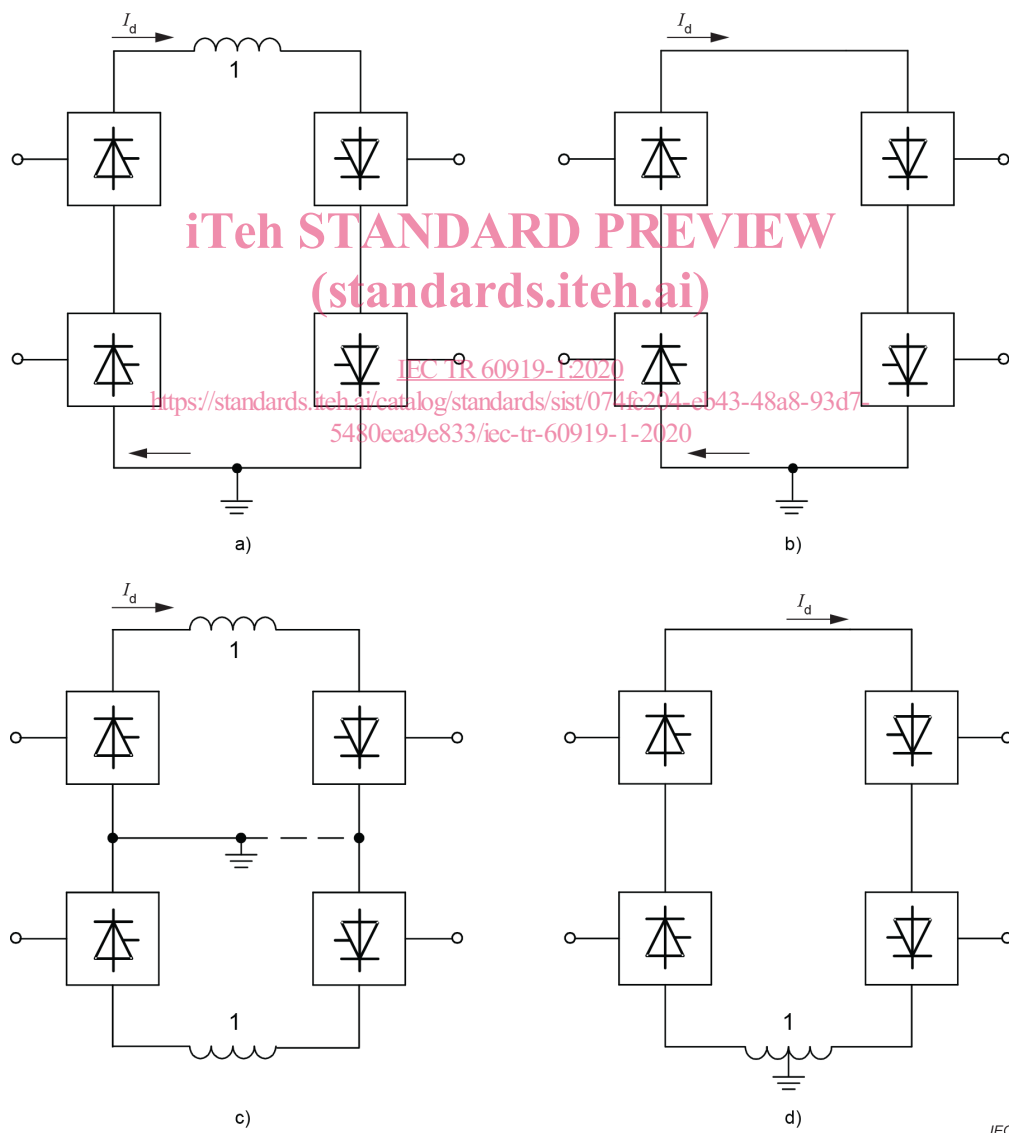 Id
Id
1
iTeh STANDARD PREVIEW
(standards.iteh.ai)
IEC TR 60919-1:2020
https://standards.iteh.ai/catalog/standards/sist/074fc204-eb43-48a8-93d7-
5480eea9e833/iec-tr-60919-1-2020
a)
b)
Id
Id
1
1
1
c)
d)
IEC